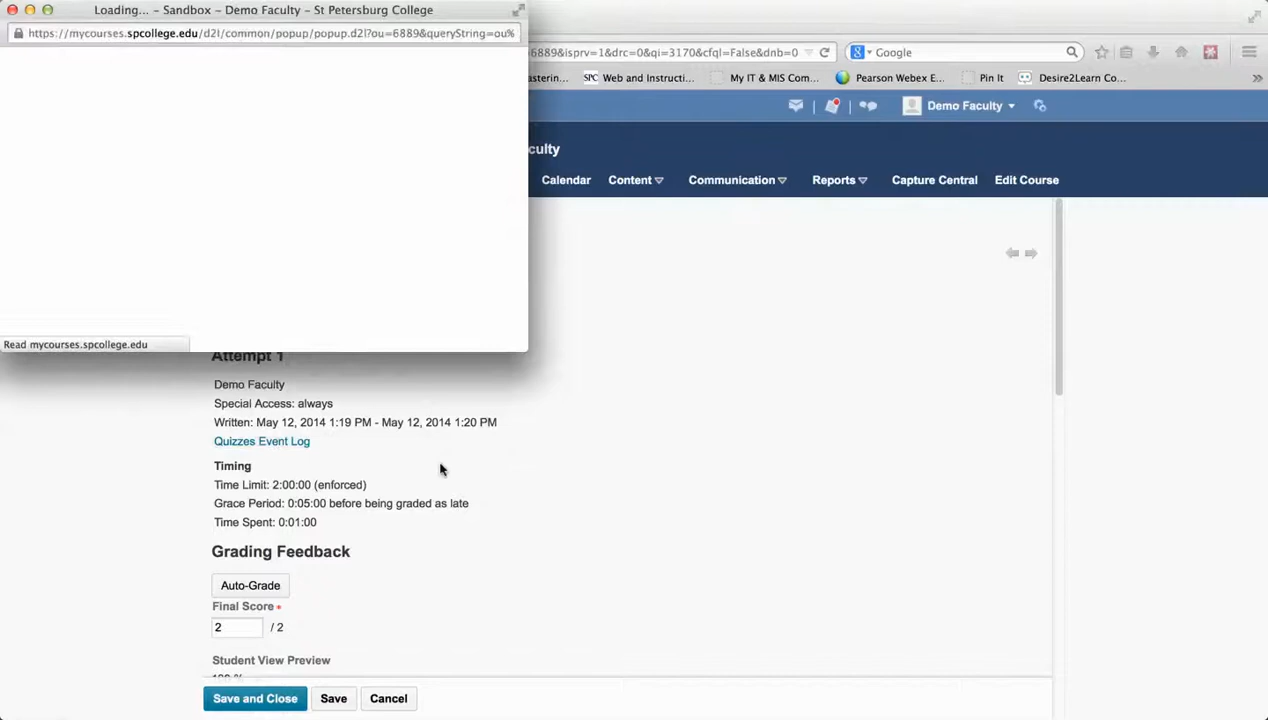 Loading... – Sandbox – Demo Faculty – St Petersburg College
https://mycourses.spcollege.edu/d2l/common/popup/popup.d2l?ou=6889&queryString=ou%
6889&isprv=1&drc=0&qi=3170&cfql=False&dnb=0
Google
astering...
SPC Web and Instructi...
My IT & MIS Com...
Pearson Webex E...
Pin It
Desire2Learn Co...
Demo Faculty
culty
Calendar
Content
Communication
Reports
Capture Central
Edit Course
Read mycourses.spcollege.edu
Attempt 1
Demo Faculty
Special Access: always
Written: May 12, 2014 1:19 PM - May 12, 2014 1:20 PM
Quizzes Event Log
Timing
Time Limit: 2:00:00 (enforced)
Grace Period: 0:05:00 before being graded as late
Time Spent: 0:01:00
Grading Feedback
Auto-Grade
Final Score *
2 / 2
Student View Preview
Save and Close
Save
Cancel